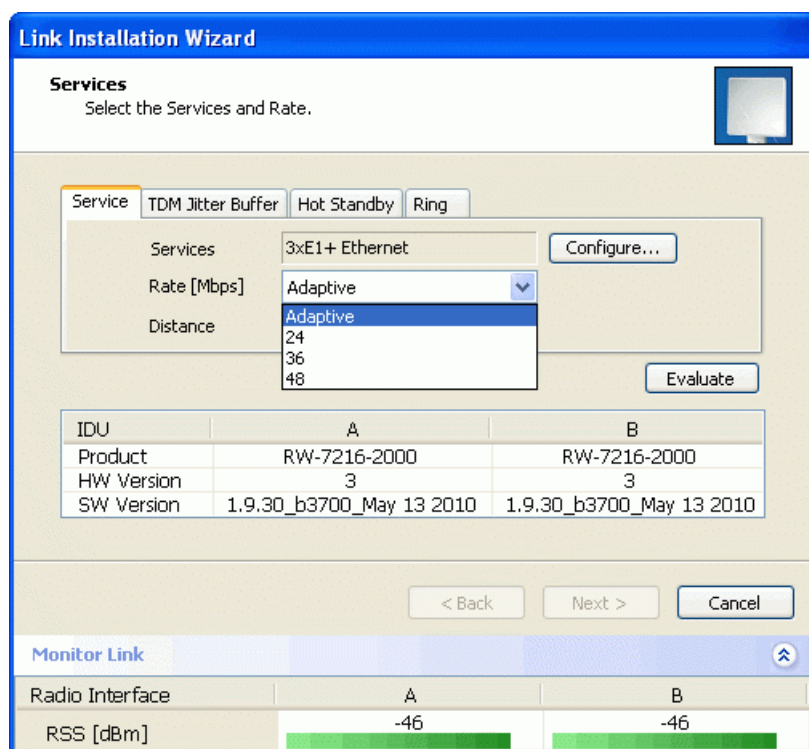 Link Installation Wizard
Services
Select the Services and Rate.
Service TDM Jitter Buffer Hot Standby Ring
Services 3xE1+ Ethernet Configure...
Rate [Mbps] Adaptive
Adaptive
Distance
24
36
48
Evaluate
IDU A B
Product RW-7216-2000 RW-7216-2000
HW Version 3 3
SW Version 1.9.30_b3700_May 13 2010 1.9.30_b3700_May 13 2010
< Back Next > Cancel
Monitor Link
Radio Interface A B
RSS [dBm] -46 -46